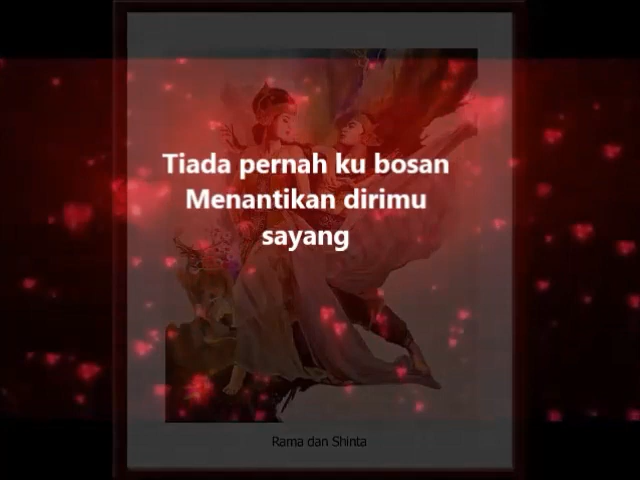 Tiada pernah ku bosan
Menantikan dirimu
sayang
Rama dan Shinta